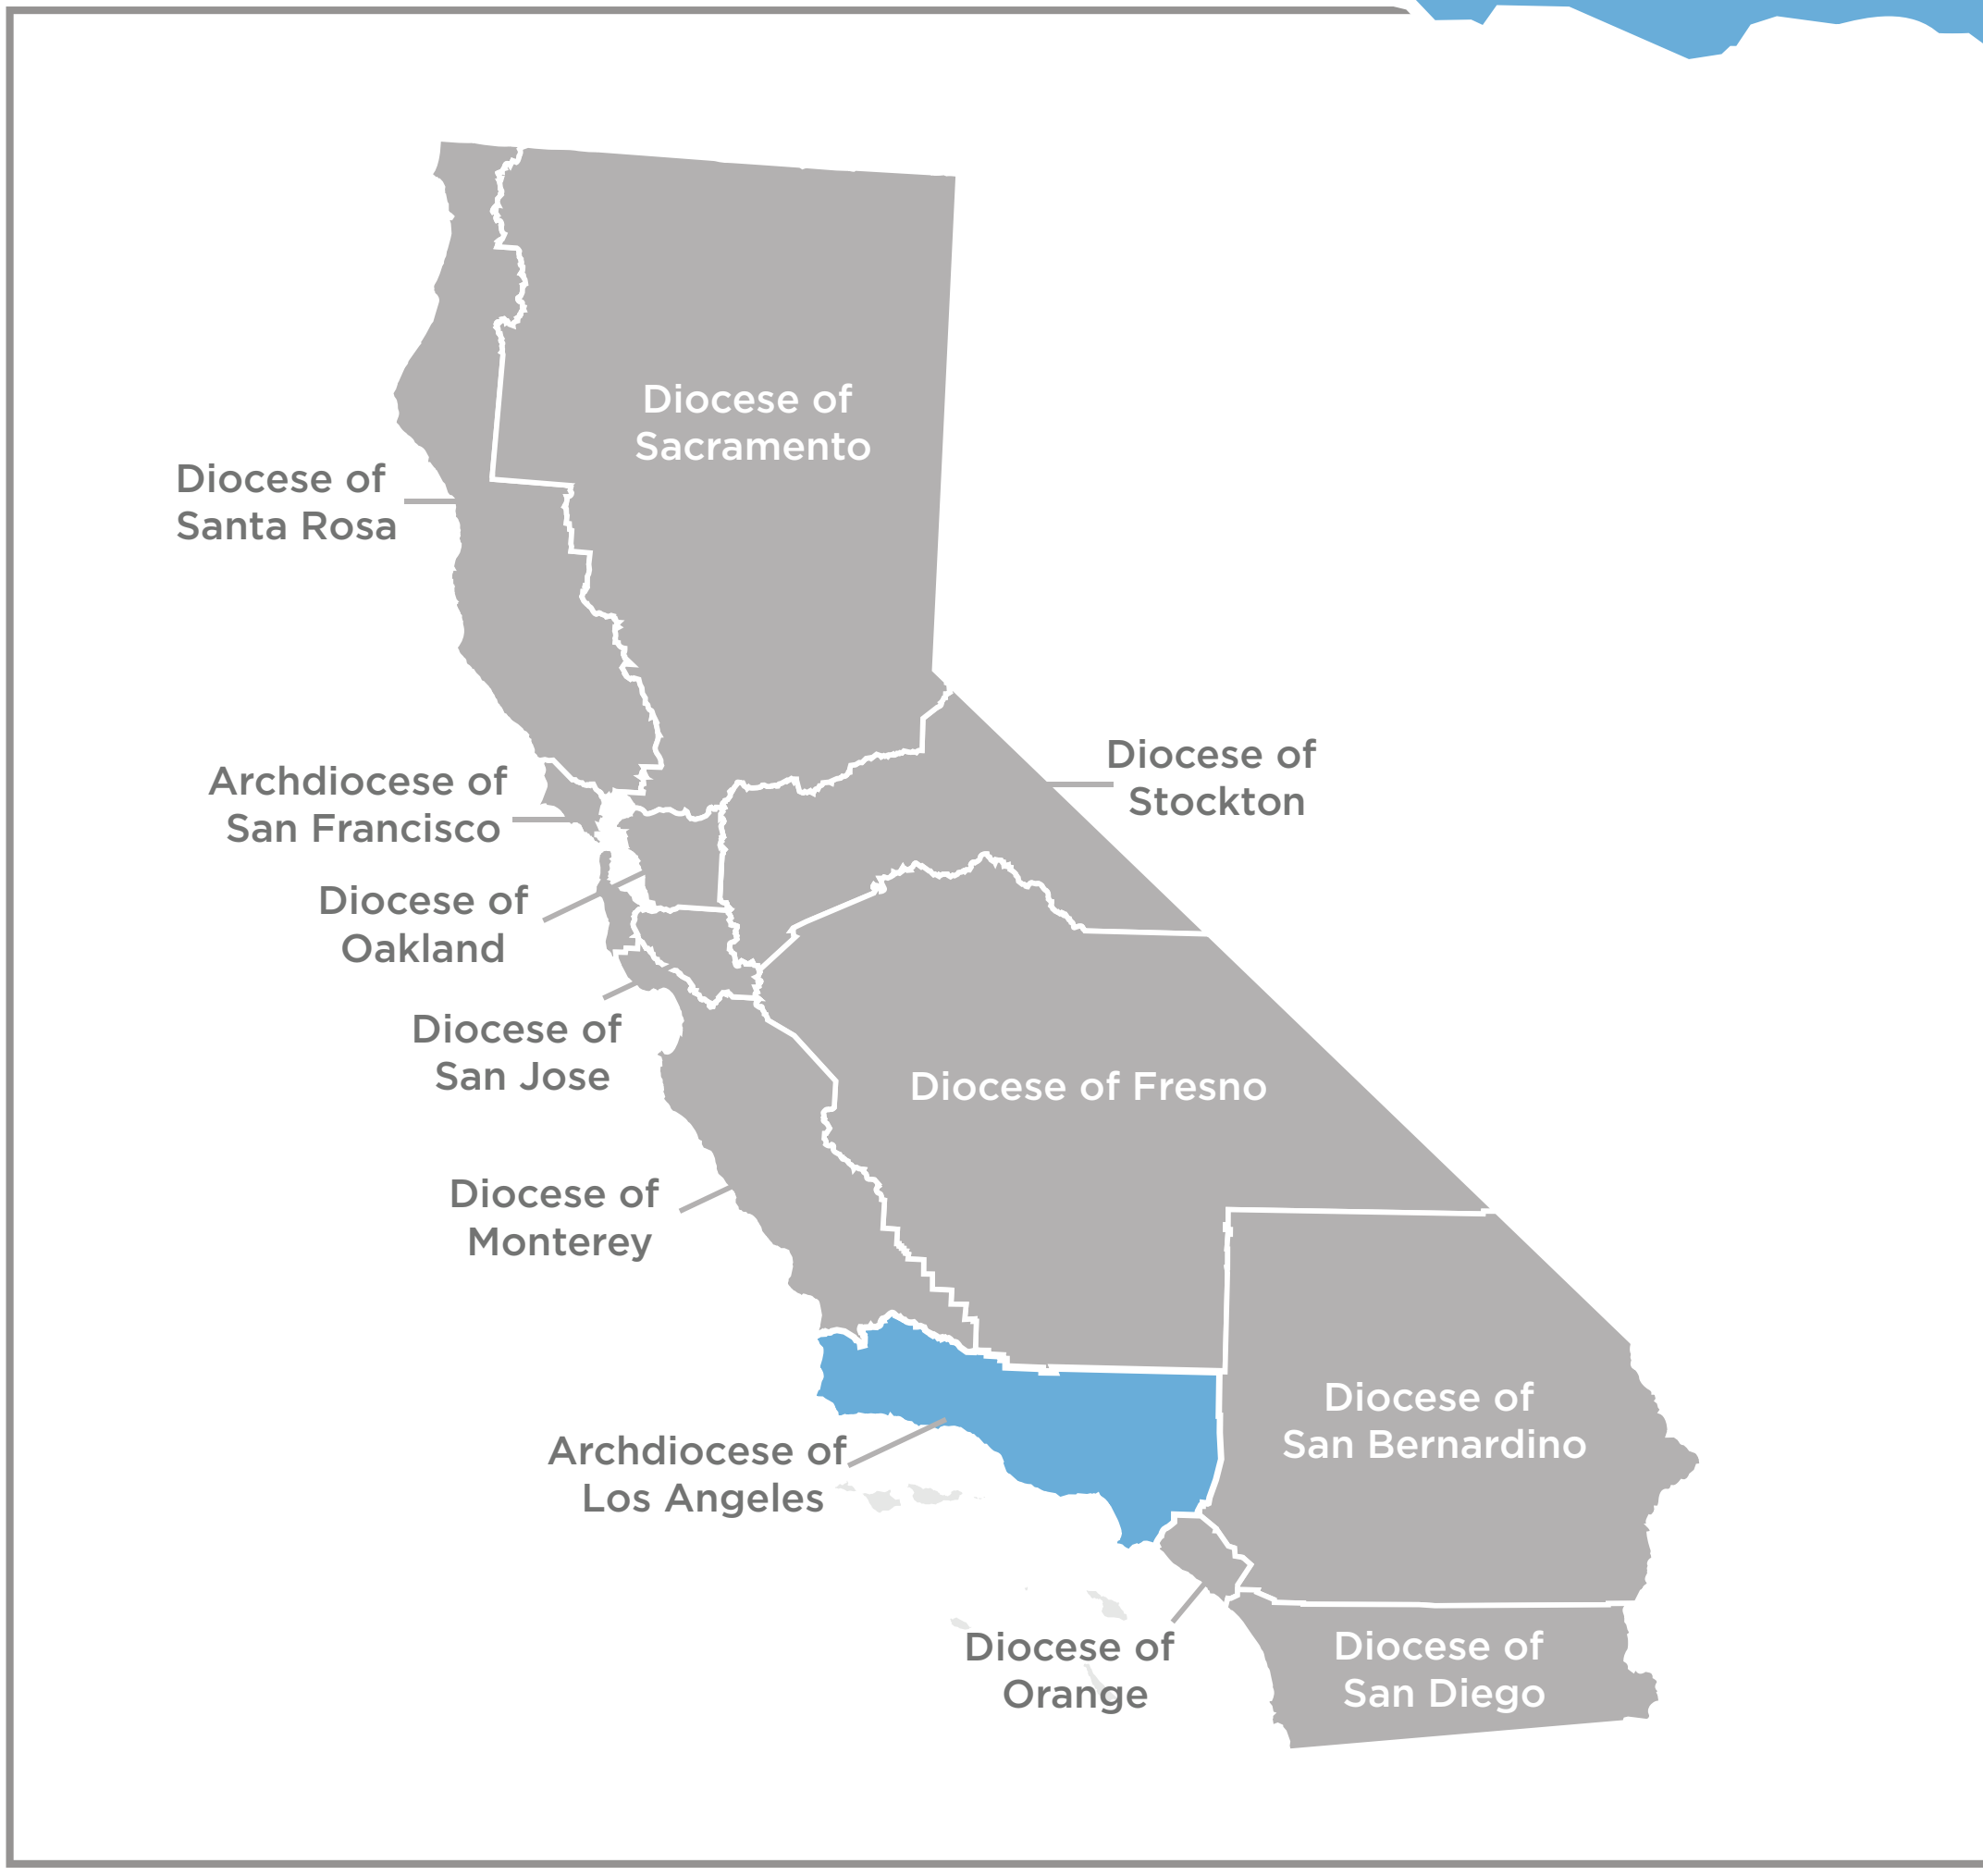 Diocese of
Sacramento
Diocese of
Santa Rosa
Diocese of
Stockton
Archdiocese of
San Francisco
Diocese of
Oakland
Diocese of
San Jose
Diocese of Fresno
Diocese of
Monterey
Diocese of
San Bernardino
Archdiocese of
Los Angeles
Diocese of
Orange
Diocese of
San Diego